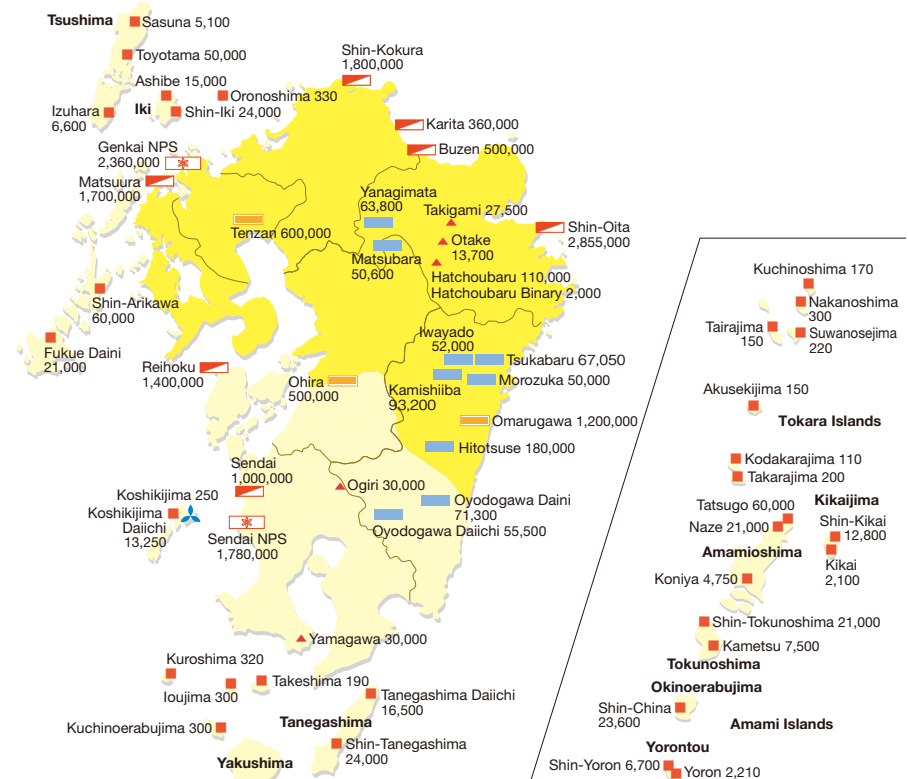 Tsushima
Sasuna 5,100
Toyotama 50,000
Ashibe 15,000
Oronoshima 330
Izuhara
6,600
Iki
Shin-Iki 24,000
Shin-Kokura
1,800,000
Karita 360,000
Buzen 500,000
Genkai NPS
2,360,000
Matsuura
1,700,000
Yanagimata
63,800
Takigami 27,500
Tenzan 600,000
Matsubara
50,600
Otake
13,700
Shin-Oita
2,855,000
Hatchoubaru 110,000
Hatchoubaru Binary 2,000
Shin-Arikawa
60,000
Fukue Daini
21,000
Iwayado
52,000
Tsukabaru 67,050
Reihoku
1,400,000
Ohira
500,000
Kamishiiba
93,200
Morozuka 50,000
Omarugawa 1,200,000
Hitotsuse 180,000
Sendai
1,000,000
Ogiri 30,000
Koshikijima 250
Koshikijima
Daiichi
13,250
Sendai NPS
1,780,000
Oyodogawa Daini
71,300
Oyodogawa Daiichi 55,500
Yamagawa 30,000
Kuroshima 320
Ioujima 300
Takeshima 190
Tanegashima Daiichi
16,500
Kuchinoerabujima 300
Tanegashima
Shin-Tanegashima
24,000
Yakushima
Kuchinoshima 170
Nakanoshima
300
Tairajima
150
Suwanosejima
220
Akusekijima 150
Tokara Islands
Kodakarajima 110
Takarajima 200
Tatsugo 60,000
Kikaijima
Naze 21,000
Shin-Kikai
12,800
Amamioshima
Kikai
2,100
Koniya 4,750
Shin-Tokunoshima 21,000
Kametsu 7,500
Tokunoshima
Okinoerabujima
Shin-China
23,600
Amami Islands
Yorontou
Shin-Yoron 6,700
Yoron 2,210